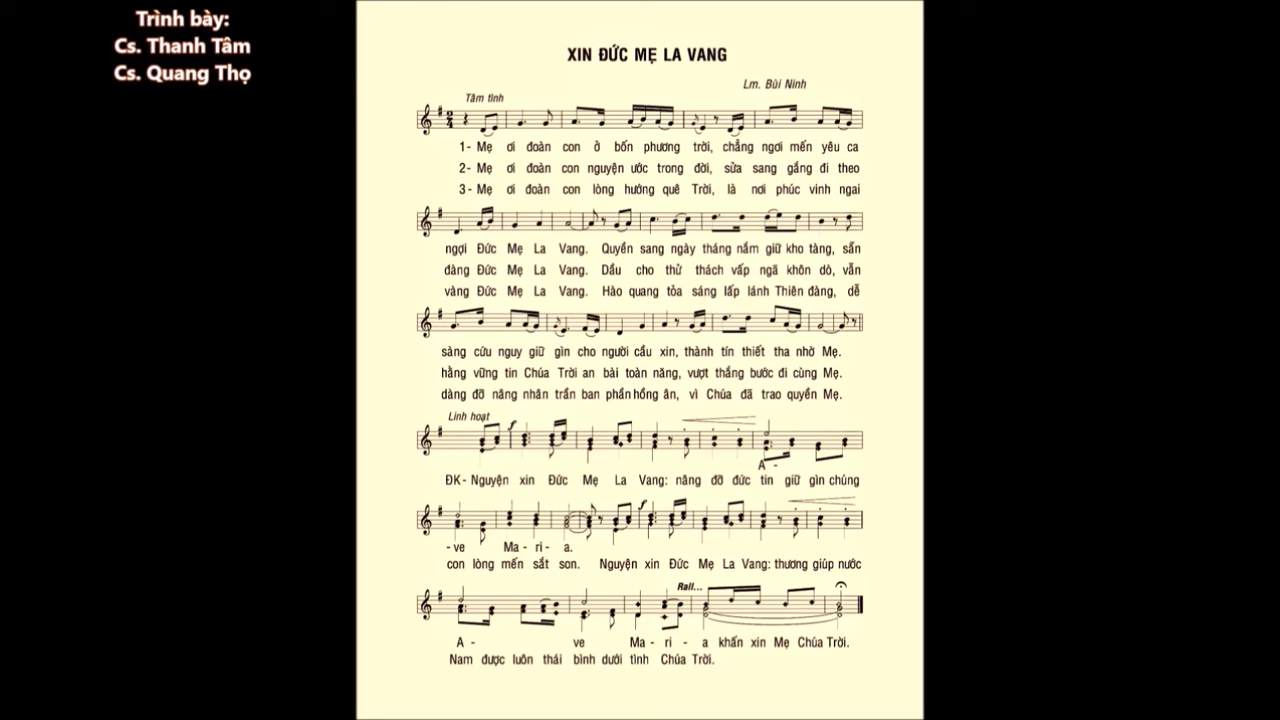 Trình bày:
Cs. Thanh Tâm
Cs. Quang Thọ
XIN ĐỨC MẸ LA VANG
Lm. Bùi Ninh
Tâm tình
1- Mẹ ơi đoàn con ở bốn phương trời, chẳng ngơi mến yêu ca
2- Mẹ ơi đoàn con nguyện ước trong đời, sửa sang gắng đi theo
3- Mẹ ơi đoàn con lòng hướng quê Trời, là nơi phúc vinh ngai
ngợi Đức Mẹ La Vang. Quyền sang ngày tháng nắm giữ kho tàng, sẵn
đàng Đức Mẹ La Vang. Dầu cho thử thách vấp ngã khôn dò, vẫn
vàng Đức Mẹ La Vang. Hào quang tỏa sáng lấp lánh Thiên đàng, dễ
sàng cứu nguy giữ gìn cho người cầu xin, thành tín thiết tha nhờ Mẹ.
hằng vững tin Chúa Trời an bài toàn năng, vượt thắng bước đi cùng Mẹ.
dàng đỡ nâng nhân trần ban phần hồng ân, vì Chúa đã trao quyền Mẹ.
Linh hoạt
f
A -
ĐK- Nguyện xin Đức Mẹ La Vang: nâng đỡ đức tin giữ gìn chúng
f
- ve Ma - ri - a.
con lòng mến sắt son. Nguyện xin Đức Mẹ La Vang: thương giúp nước
Rall...
A - ve Ma - ri - a khấn xin Mẹ Chúa Trời.
Nam được luôn thái bình dưới tình Chúa Trời.